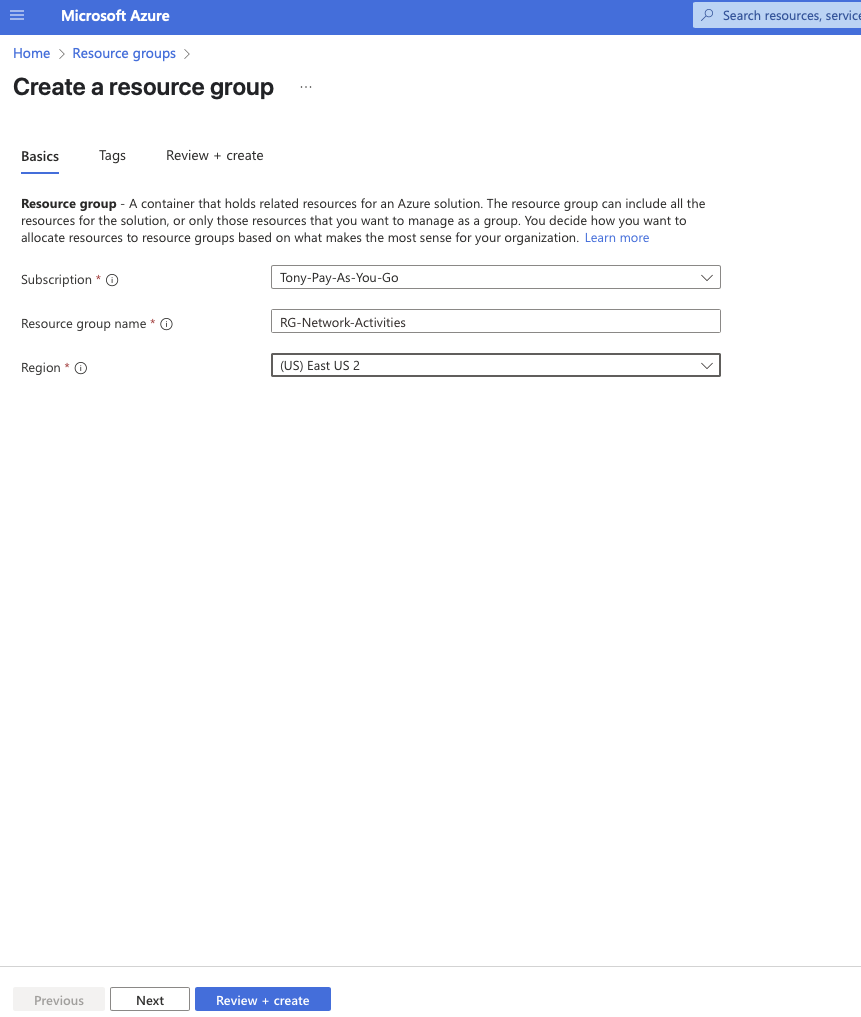 Microsoft Azure
Search resources, service
Home > Resource groups >
Create a resource group ...
Basics Tags Review + create
Resource group - A container that holds related resources for an Azure solution. The resource group can include all the
resources for the solution, or only those resources that you want to manage as a group. You decide how you want to
allocate resources to resource groups based on what makes the most sense for your organization. Learn more
Subscription * Tony-Pay-As-You-Go
Resource group name * RG-Network-Activities
Region * (US) East US 2
Previous Next Review + create